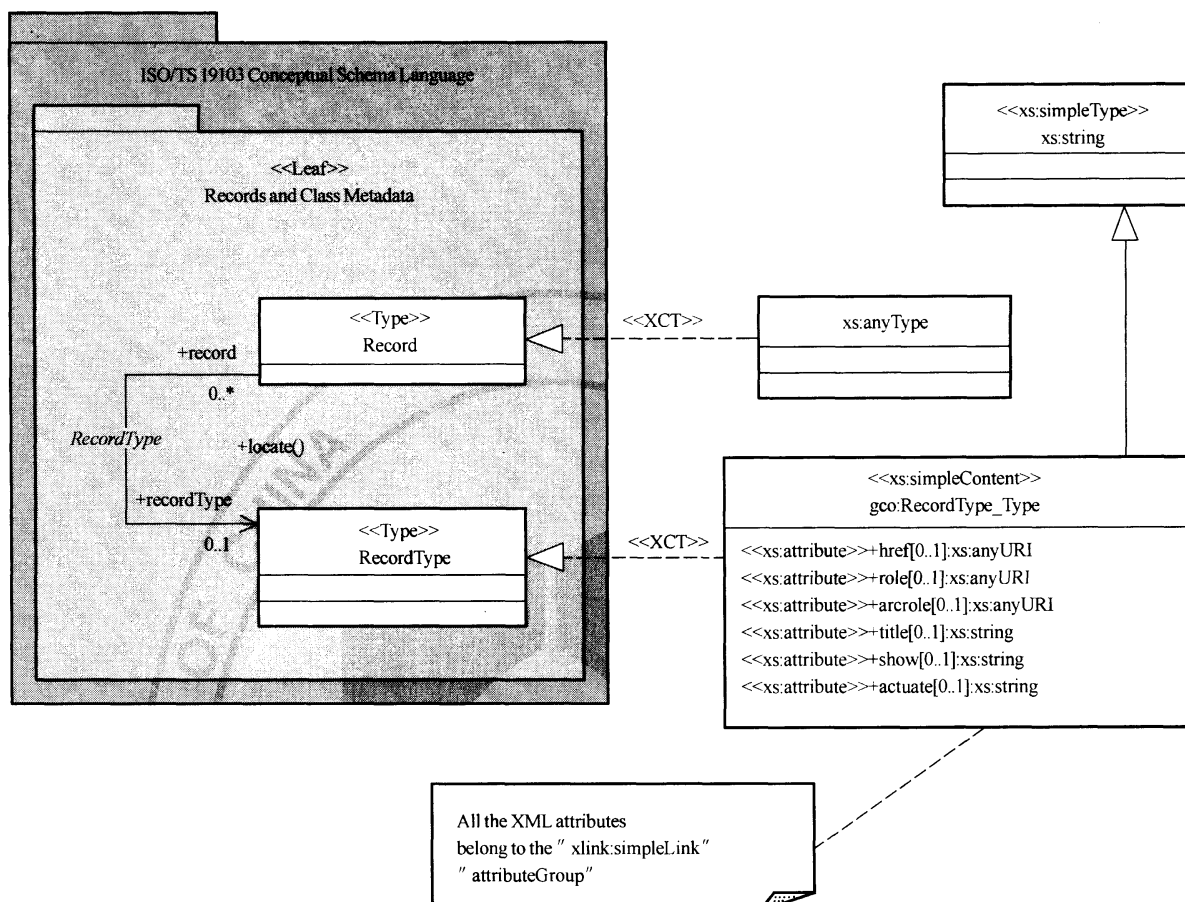 ISO/TS 19103 Conceptual Schema Language
<<Leaf>>
Records and Class Metadata
<<Type>>
Record
+record
0..*
RecordType
+locate()
+recordType
0..1
<<Type>>
RecordType
<<XCT>>
xs:anyType
<<XCT>>
<<xs:simpleType>>
xs:string
<<xs:simpleContent>>
gco:RecordType_Type
<<xs:attribute>>+href[0..1]:xs:anyURI
<<xs:attribute>>+role[0..1]:xs:anyURI
<<xs:attribute>>+arcrole[0..1]:xs:anyURI
<<xs:attribute>>+title[0..1]:xs:string
<<xs:attribute>>+show[0..1]:xs:string
<<xs:attribute>>+actuate[0..1]:xs:string
All the XML attributes
belong to the " xlink:simpleLink"
" attributeGroup"
OF CHINA